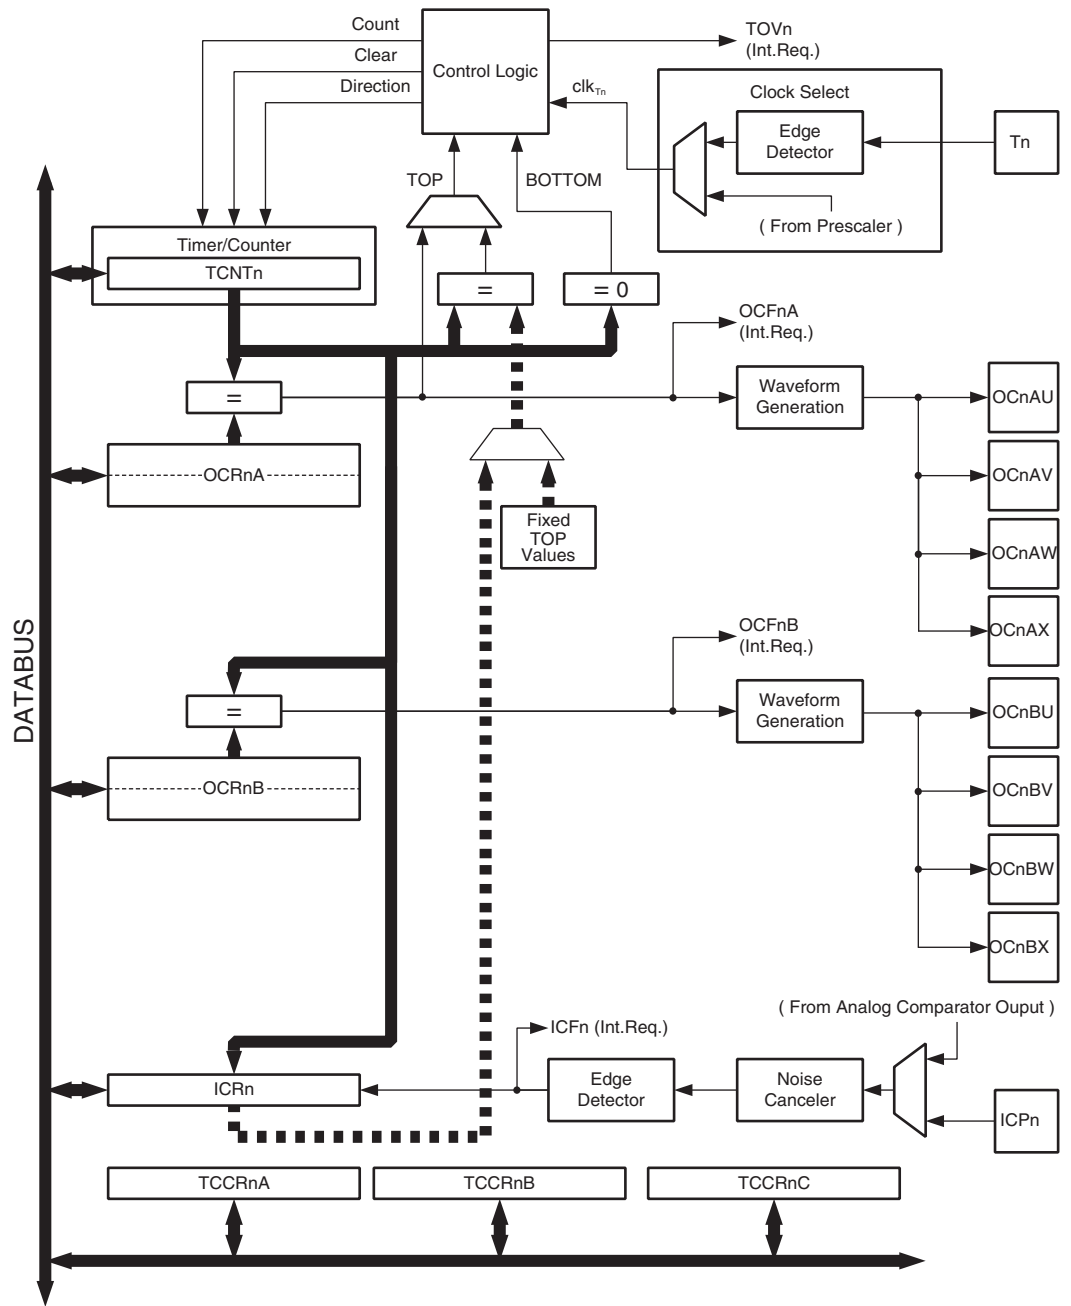 Count
Clear
Direction
Control Logic
TOVn
(Int.Req.)
clkTn
Clock Select
Edge
Detector
Tn
( From Prescaler )
TOP
BOTTOM
Timer/Counter
TCNTn
=
= 0
OCFnA
(Int.Req.)
=
Waveform
Generation
OCnAU
OCRnA
OCnAV
Fixed
TOP
Values
OCnAW
OCnAX
DATABUS
OCFnB
(Int.Req.)
=
Waveform
Generation
OCnBU
OCRnB
OCnBV
OCnBW
OCnBX
( From Analog Comparator Ouput )
ICFn (Int.Req.)
ICRn
Edge
Detector
Noise
Canceler
ICPn
TCCRnA
TCCRnB
TCCRnC